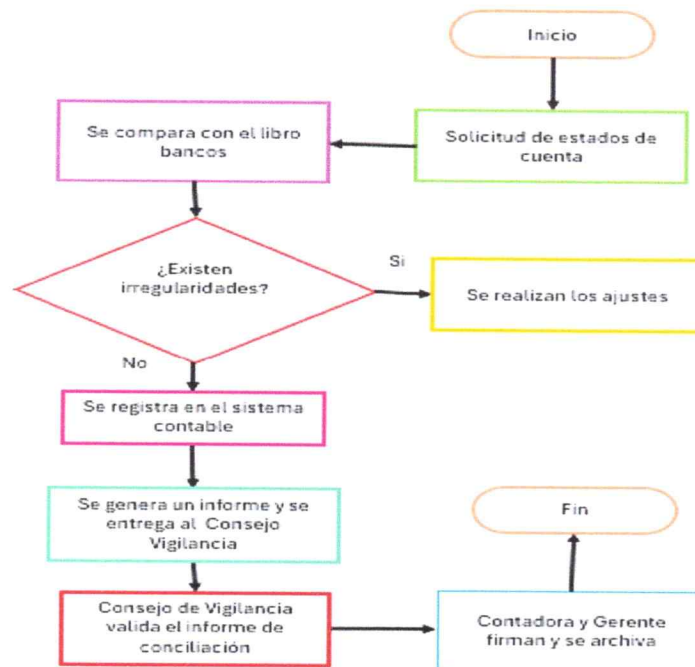 Inicio
Solicitud de estados de
cuenta
Se compara con el libro
bancos
¿Existen
irregularidades?
Si
Se realizan los ajustes
No
Se registra en el sistema
contable
Se genera un informe y se
entrega al Consejo
Vigilancia
Consejo de Vigilancia
valida el informe de
conciliación
Contadora y Gerente
firman y se archiva
Fin